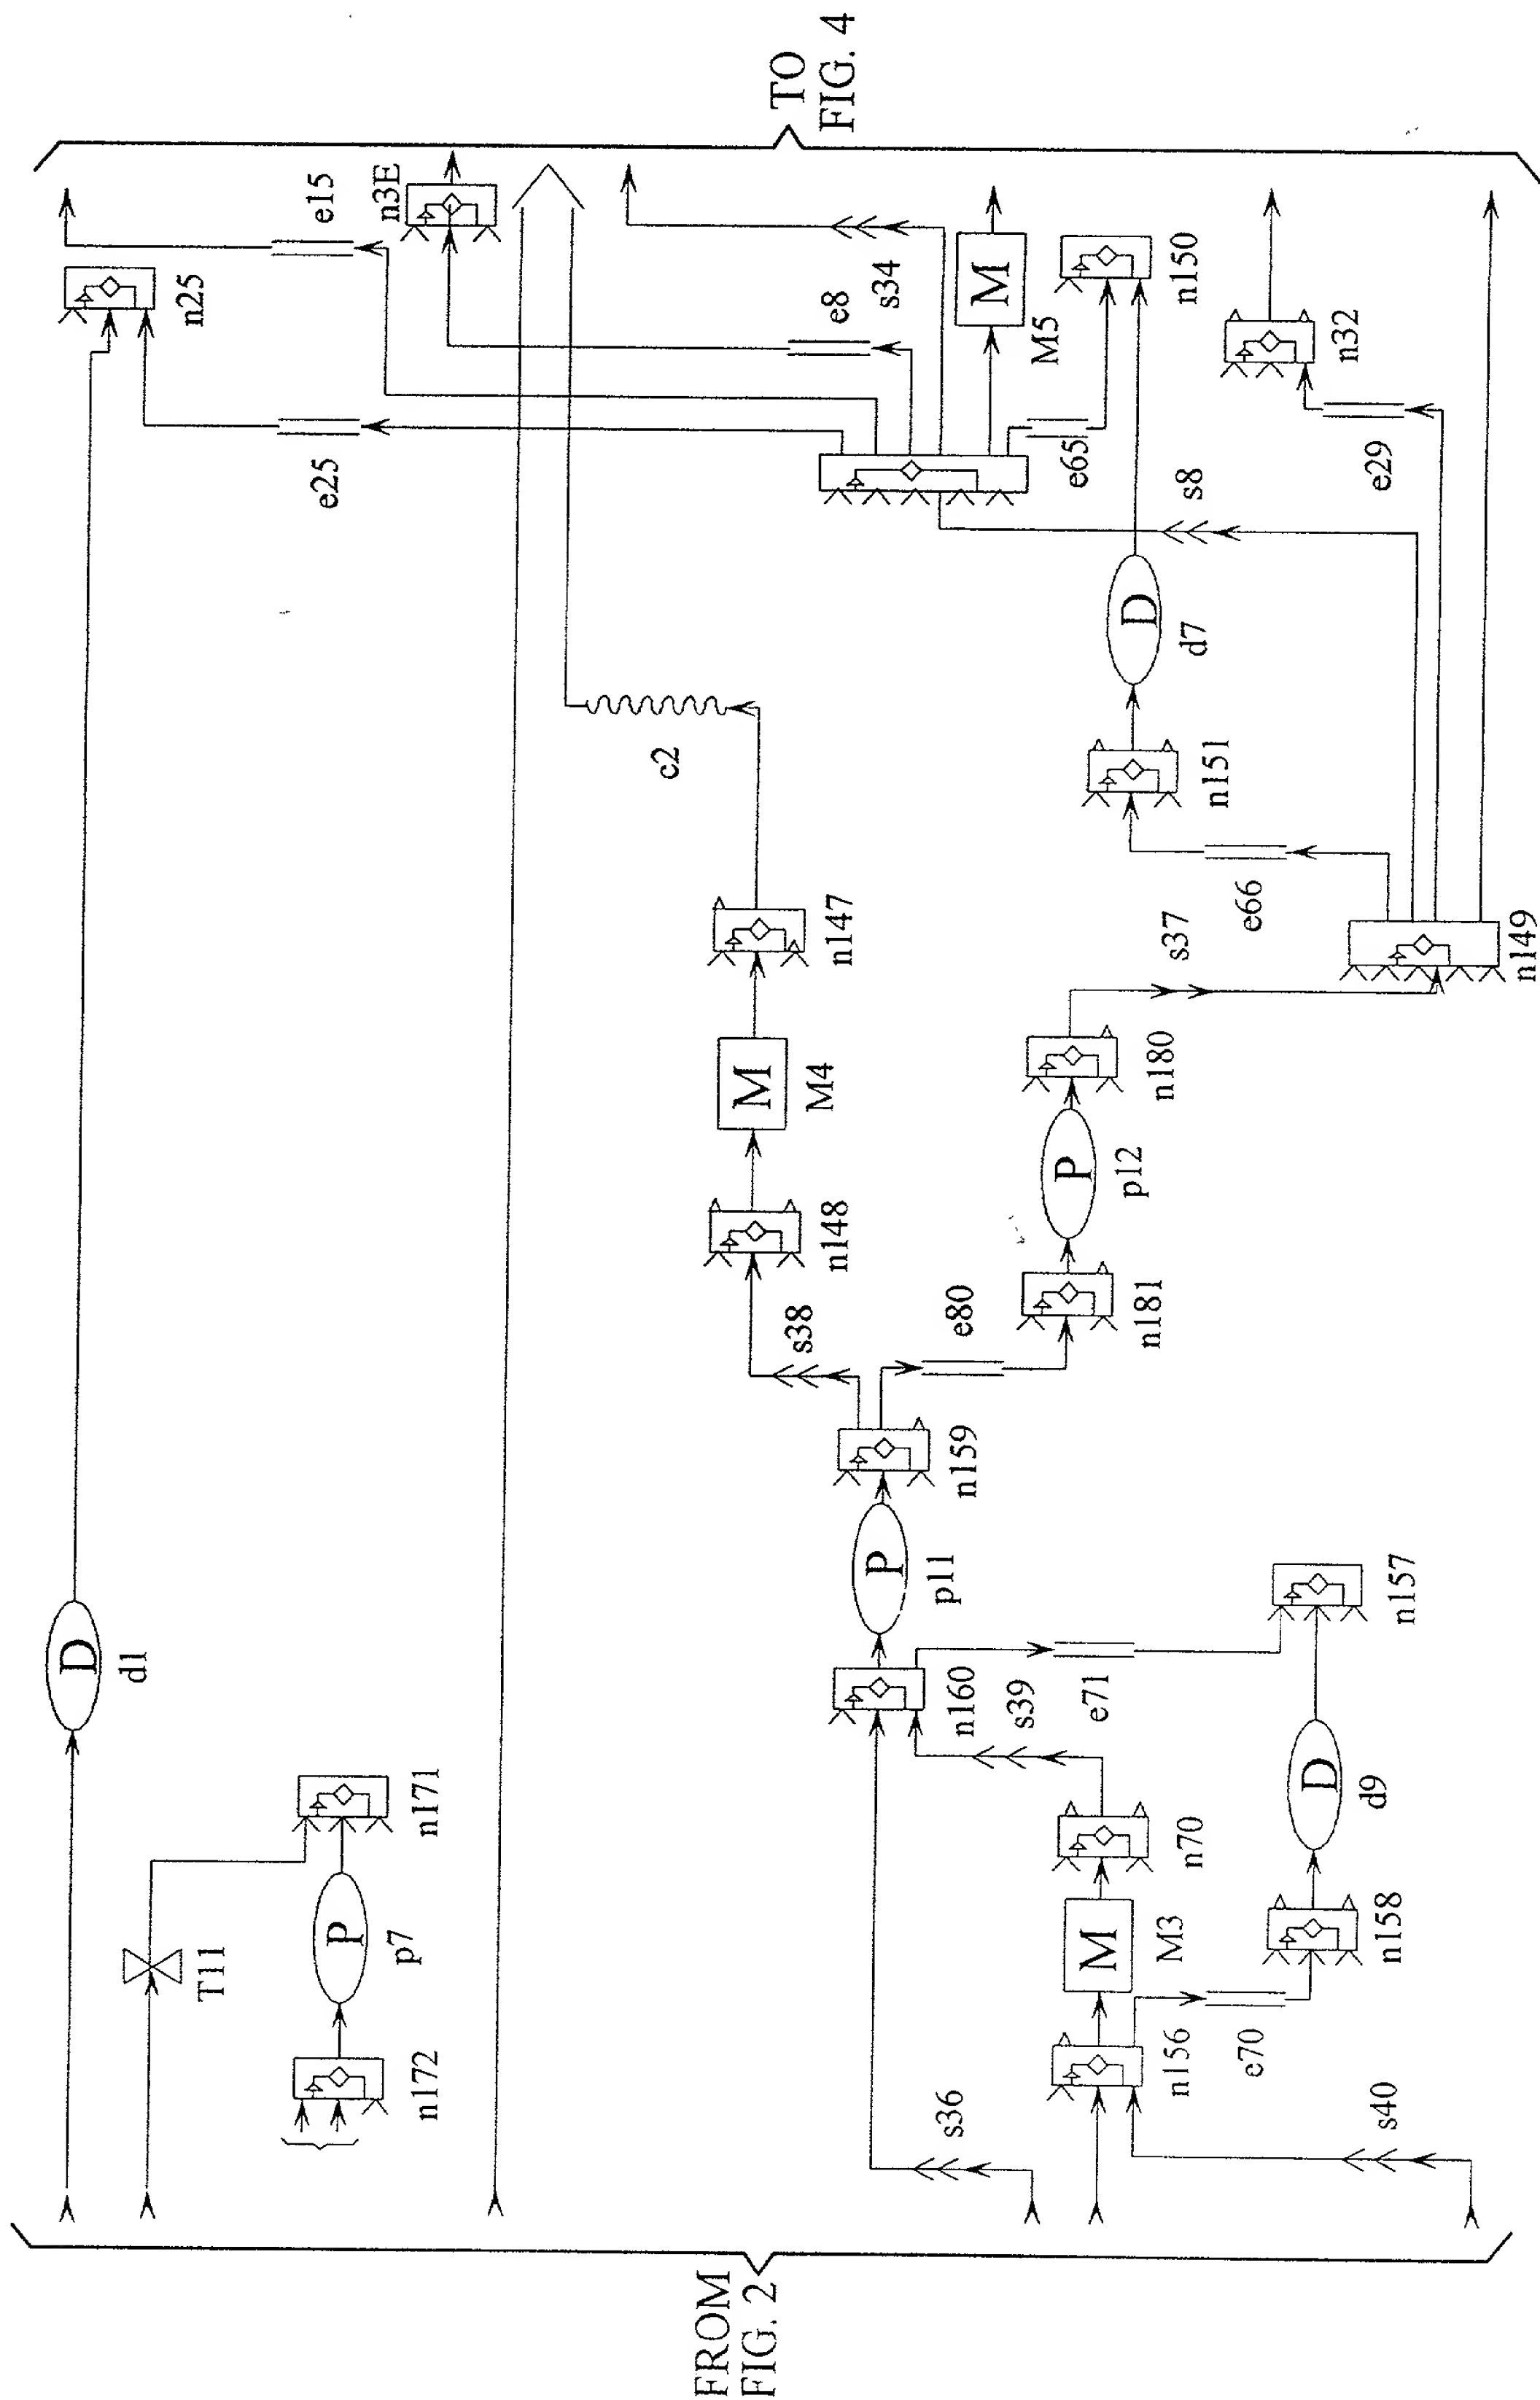 FROM
FIG. 2
TO
FIG. 4
D
d1
T11
n172
P
p7
n171
e25
n25
e15
n3E
e8
s34
M
M5
e65
n150
c2
n148
M
M4
n147
s38
s36
n160
P
p11
n159
e80
n181
P
p12
n180
s37
n149
e66
n151
D
d7
s8
e29
n32
s40
n156
M
M3
n70
s39
e71
e70
n158
D
d9
n157